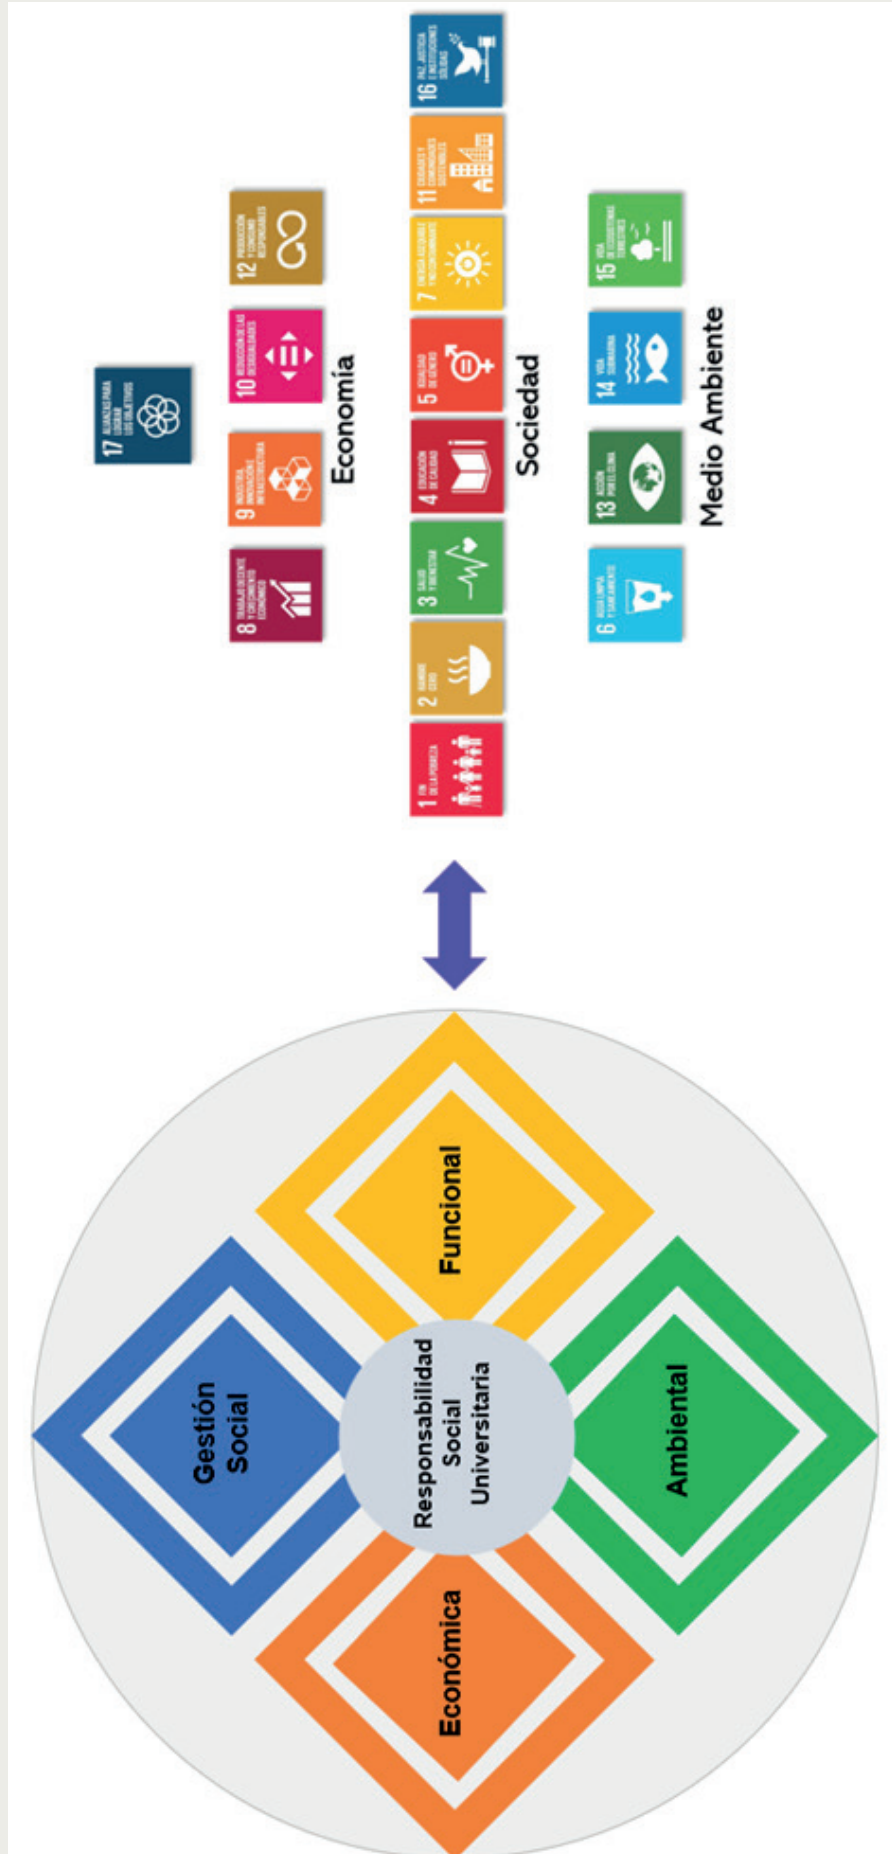 Gestión
Social
Económica
Responsabilidad
Social
Universitaria
Funcional
Ambiental
17 ALIANZAS PARA
LOGRAR
LOS OBJETIVOS
8 TRABAJO DECENTE
Y CRECIMIENTO
ECONÓMICO
9 INDUSTRIA,
INNOVACIÓN E
INFRAESTRUCTURA
10 REDUCCIÓN DE LAS
DESIGUALDADES
12 PRODUCCIÓN
Y CONSUMO
RESPONSABLES
Economía
1 FIN
DE LA POBREZA
2 HAMBRE
CERO
3 SALUD
Y BIENESTAR
4 EDUCACIÓN
DE CALIDAD
5 IGUALDAD
DE GÉNERO
7 ENERGÍA ASEQUIBLE
Y NO CONTAMINANTE
11 CIUDADES Y
COMUNIDADES
SOSTENIBLES
16 PAZ, JUSTICIA
E INSTITUCIONES
SÓLIDAS
Sociedad
6 AGUA LIMPIA
Y SANEAMIENTO
13 ACCIÓN
POR EL CLIMA
14 VIDA
SUBMARINA
15 VIDA
DE ECOSISTEMAS
TERRESTRES
Medio Ambiente